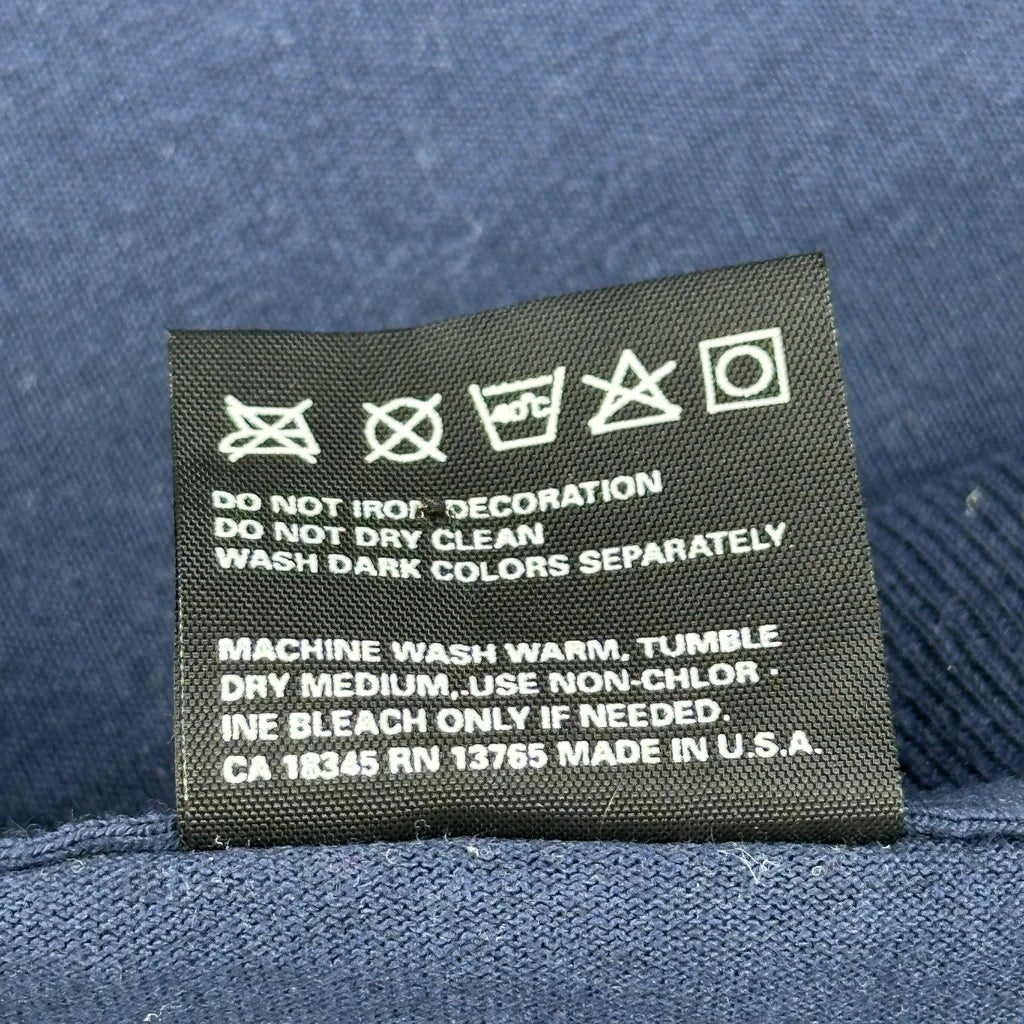 40°C
DO NOT IRON DECORATION
DO NOT DRY CLEAN
WASH DARK COLORS SEPARATELY
MACHINE WASH WARM, TUMBLE
DRY MEDIUM, USE NON-CHLOR -
INE BLEACH ONLY IF NEEDED.
CA 18345 RN 13765 MADE IN U.S.A.